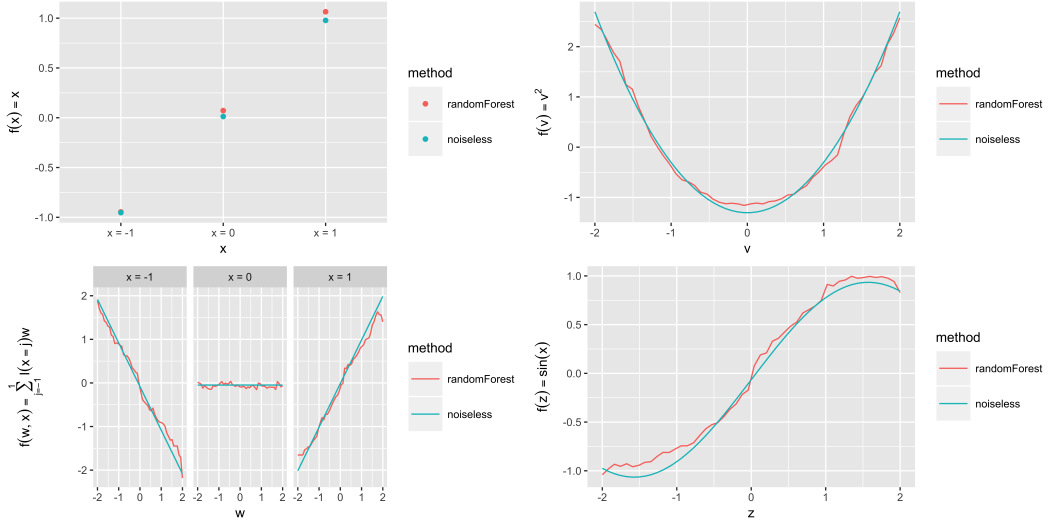 f(x) = x
1.0
0.5
0.0
-0.5
-1.0
x = -1
x = 0
x = 1
x
method
randomForest
noiseless
f(v) = v²
2
1
0
-1
-2
-1
0
1
2
v
method
randomForest
noiseless
f(w, x) = ∑ I(x = j)w
1
j=-1
x = -1
x = 0
x = 1
2
1
0
-1
-2
-2 -1 0 1 2
-2 -1 0 1 2
-2 -1 0 1 2
w
method
randomForest
noiseless
f(z) = sin(x)
1.0
0.5
0.0
-0.5
-1.0
-2
-1
0
1
2
z
method
randomForest
noiseless